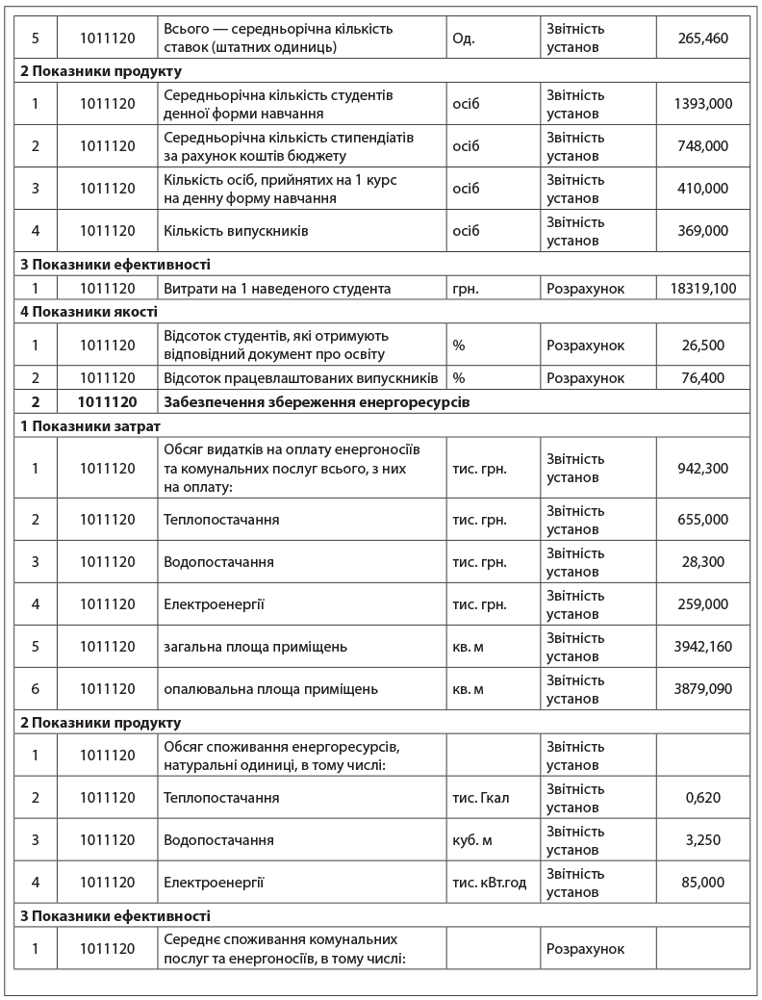 5 1011120 Всього — середньорічна кількість ставок (штатних одиниць) Од. Звітність установ 265,460
2 Показники продукту
1 1011120 Середньорічна кількість студентів денної форми навчання осіб Звітність установ 1393,000
2 1011120 Середньорічна кількість стипендіатів за рахунок коштів бюджету осіб Звітність установ 748,000
3 1011120 Кількість осіб, прийнятих на 1 курс на денну форму навчання осіб Звітність установ 410,000
4 1011120 Кількість випускників осіб Звітність установ 369,000
3 Показники ефективності
1 1011120 Витрати на 1 наведеного студента грн. Розрахунок 18319,100
4 Показники якості
1 1011120 Відсоток студентів, які отримують відповідний документ про освіту % Розрахунок 26,500
2 1011120 Відсоток працевлаштованих випускників % Розрахунок 76,400
2 1011120 Забезпечення збереження енергоресурсів
1 Показники затрат
1 1011120 Обсяг видатків на оплату енергоносіїв та комунальних послуг всього, з них на оплату: тис. грн. Звітність установ 942,300
2 1011120 Теплопостачання тис. грн. Звітність установ 655,000
3 1011120 Водопостачання тис. грн. Звітність установ 28,300
4 1011120 Електроенергії тис. грн. Звітність установ 259,000
5 1011120 загальна площа приміщень кв. м Звітність установ 3942,160
6 1011120 опалювальна площа приміщень кв. м Звітність установ 3879,090
2 Показники продукту
1 1011120 Обсяг споживання енергоресурсів, натуральні одиниці, в тому числі: Звітність установ
2 1011120 Теплопостачання тис. Гкал Звітність установ 0,620
3 1011120 Водопостачання куб. м Звітність установ 3,250
4 1011120 Електроенергії тис. кВт.год Звітність установ 85,000
3 Показники ефективності
1 1011120 Середнє споживання комунальних послуг та енергоносіїв, в тому числі: Розрахунок